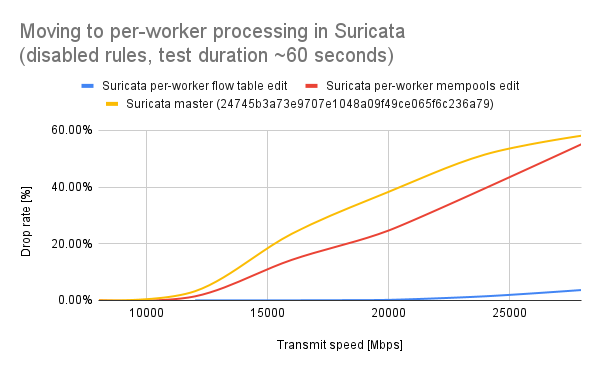 Moving to per-worker processing in Suricata
(disabled rules, test duration ~60 seconds)
Suricata per-worker flow table edit
Suricata per-worker mempools edit
Suricata master (24745b3a73e9707e1048a09f49ce065f6c236a79)
Drop rate [%]
60.00%
40.00%
20.00%
0.00%
10000
15000
20000
25000
Transmit speed [Mbps]